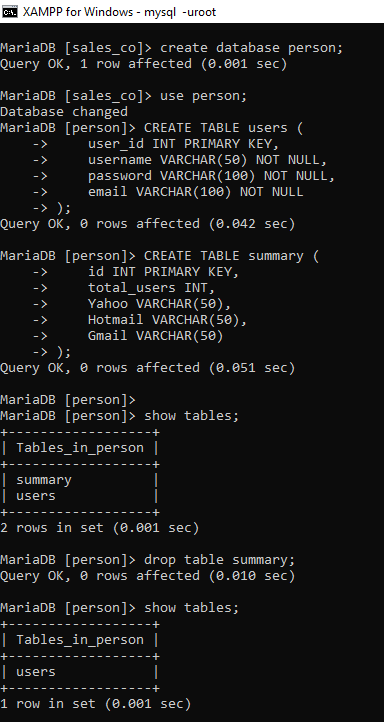 XAMPP for Windows - mysql  -uroot
MariaDB [sales_co]> create database person;
Query OK, 1 row affected (0.001 sec)
MariaDB [sales_co]> use person;
Database changed
MariaDB [person]> CREATE TABLE users (
    ->     user_id INT PRIMARY KEY,
    ->     username VARCHAR(50) NOT NULL,
    ->     password VARCHAR(100) NOT NULL,
    ->     email VARCHAR(100) NOT NULL
    -> );
Query OK, 0 rows affected (0.042 sec)
MariaDB [person]> CREATE TABLE summary (
    ->     id INT PRIMARY KEY,
    ->     total_users INT,
    ->     Yahoo VARCHAR(50),
    ->     Hotmail VARCHAR(50),
    ->     Gmail VARCHAR(50)
    -> );
Query OK, 0 rows affected (0.051 sec)
MariaDB [person]>
MariaDB [person]> show tables;
+------------------+
| Tables_in_person |
+------------------+
| summary          |
| users            |
+------------------+
2 rows in set (0.001 sec)
MariaDB [person]> drop table summary;
Query OK, 0 rows affected (0.010 sec)
MariaDB [person]> show tables;
+------------------+
| Tables_in_person |
+------------------+
| users            |
+------------------+
1 row in set (0.001 sec)